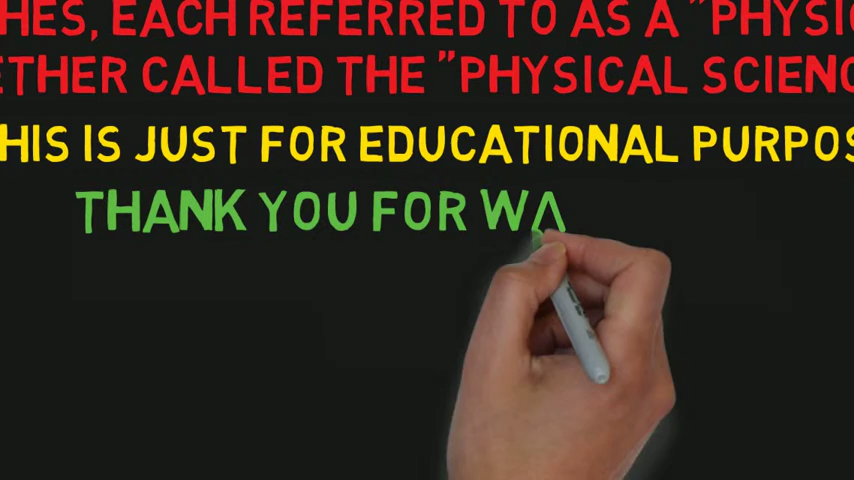 HES, EACH REFERRED TO AS A "PHYSIC
ETHER CALLED THE "PHYSICAL SCIENC
HIS IS JUST FOR EDUCATIONAL PURPOS
THANK YOU FOR WA